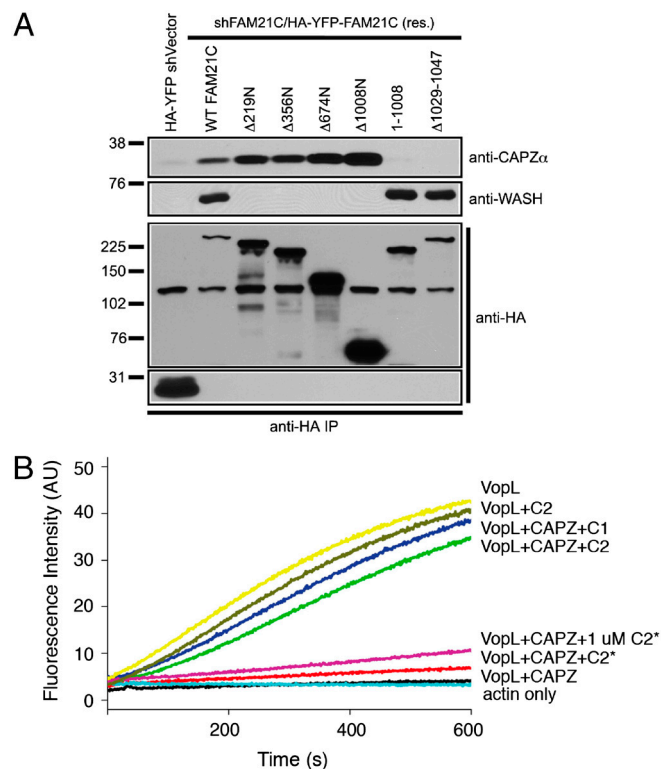 A
shFAM21C/HA-YFP-FAM21C (res.)
HA-YFP shVector
WT FAM21C
Δ219N
Δ356N
Δ674N
Δ1008N
1-1008
Δ1029-1047
38
anti-CAPZα
76
anti-WASH
225
150
102
76
anti-HA
31
anti-HA IP
B
Fluorescence Intensity (AU)
50
40
30
20
10
0
VopL
VopL+C2
VopL+CAPZ+C1
VopL+CAPZ+C2
VopL+CAPZ+1 uM C2*
VopL+CAPZ+C2*
VopL+CAPZ
actin only
200
400
600
Time (s)